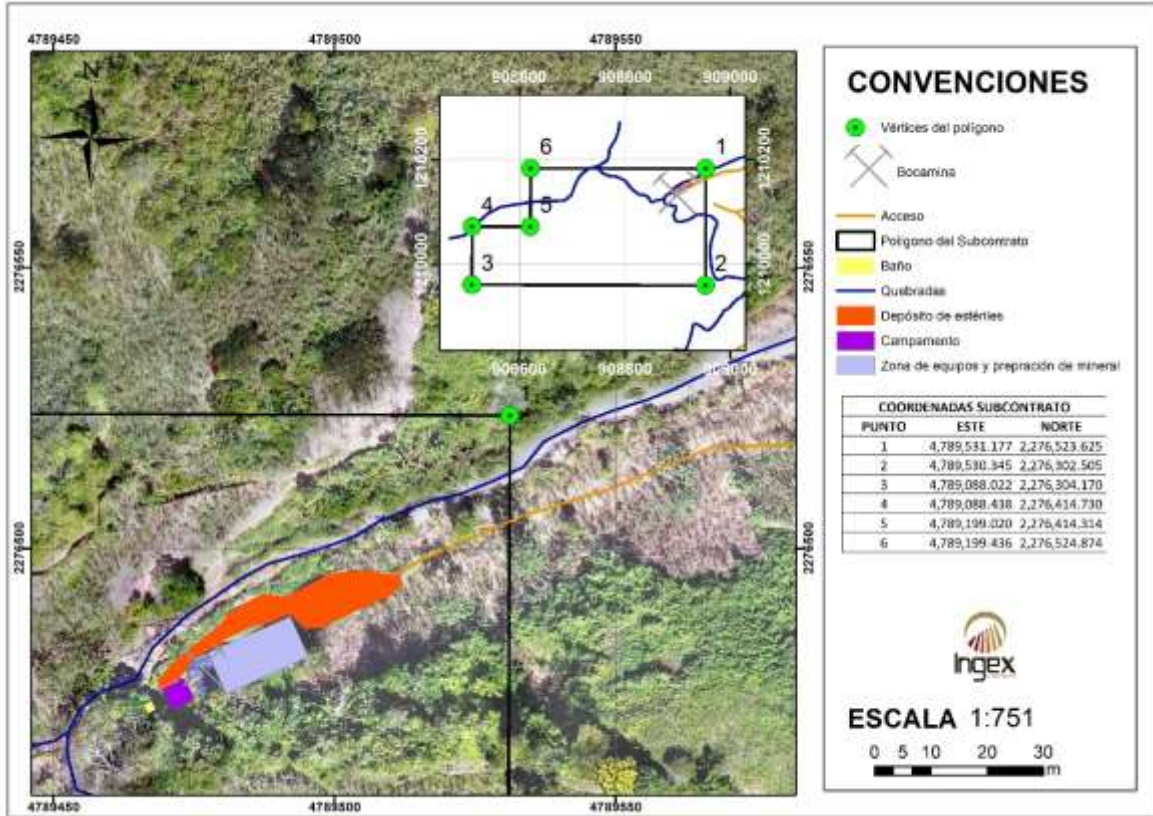 4789450 4789500 4789550
N
908600 908800 909000
1210200
1210000
6 1
4 5
3 2
908600 908800 909000
2276550 2276550
2276500 2276500
4789450 4789500 4789550
CONVENCIONES
Vértices del polígono
Bocamina
Acceso
Polígono del Subcontrato
Baño
Quebradas
Depósito de estériles
Campamento
Zona de equipos y prepración de mineral
COORDENADAS SUBCONTRATO
PUNTO ESTE NORTE
1 4,789,531.177 2,276,523.625
2 4,789,530.345 2,276,302.505
3 4,789,088.022 2,276,304.170
4 4,789,088.438 2,276,414.730
5 4,789,199.020 2,276,414.314
6 4,789,199.436 2,276,524.874
Ingex
ESCALA 1:751
0 5 10 20 30
m